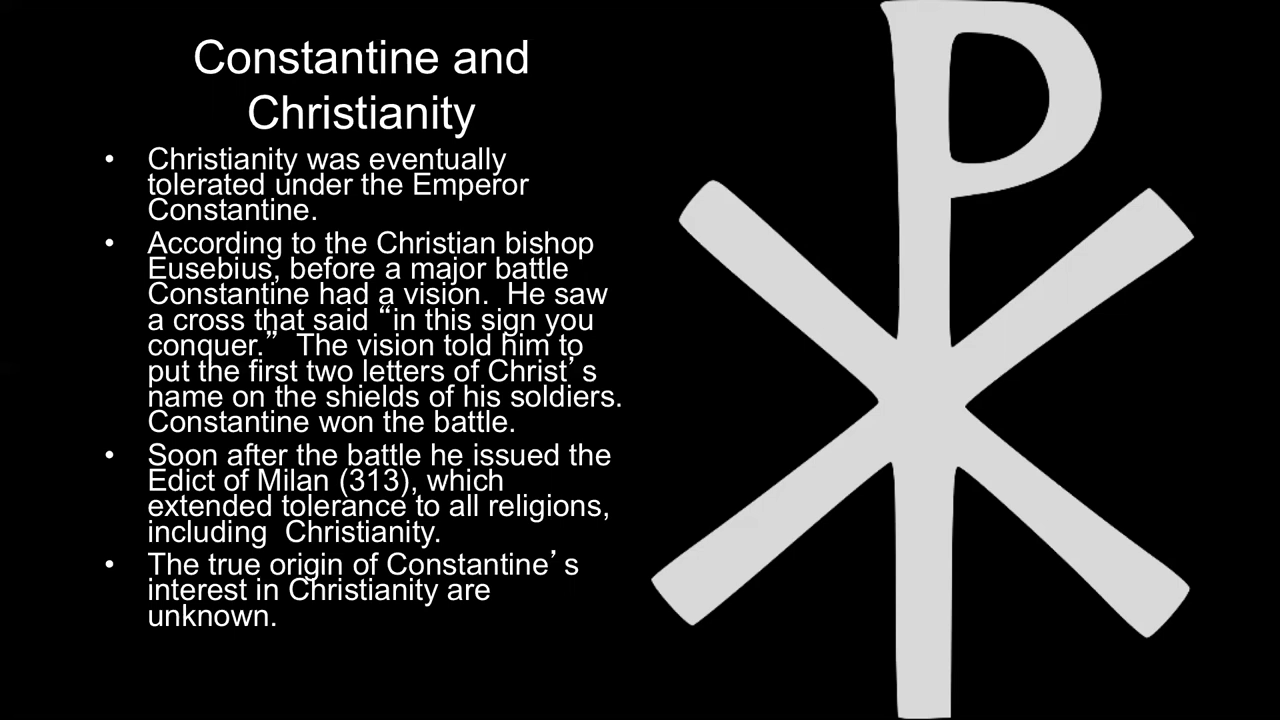 Constantine and
Christianity
• Christianity was eventually
tolerated under the Emperor
Constantine.
• According to the Christian bishop
Eusebius, before a major battle
Constantine had a vision.  He saw
a cross that said “in this sign you
conquer.”  The vision told him to
put the first two letters of Christ’s
name on the shields of his soldiers.
Constantine won the battle.
• Soon after the battle he issued the
Edict of Milan (313), which
extended tolerance to all religions,
including  Christianity.
• The true origin of Constantine’s
interest in Christianity are
unknown.